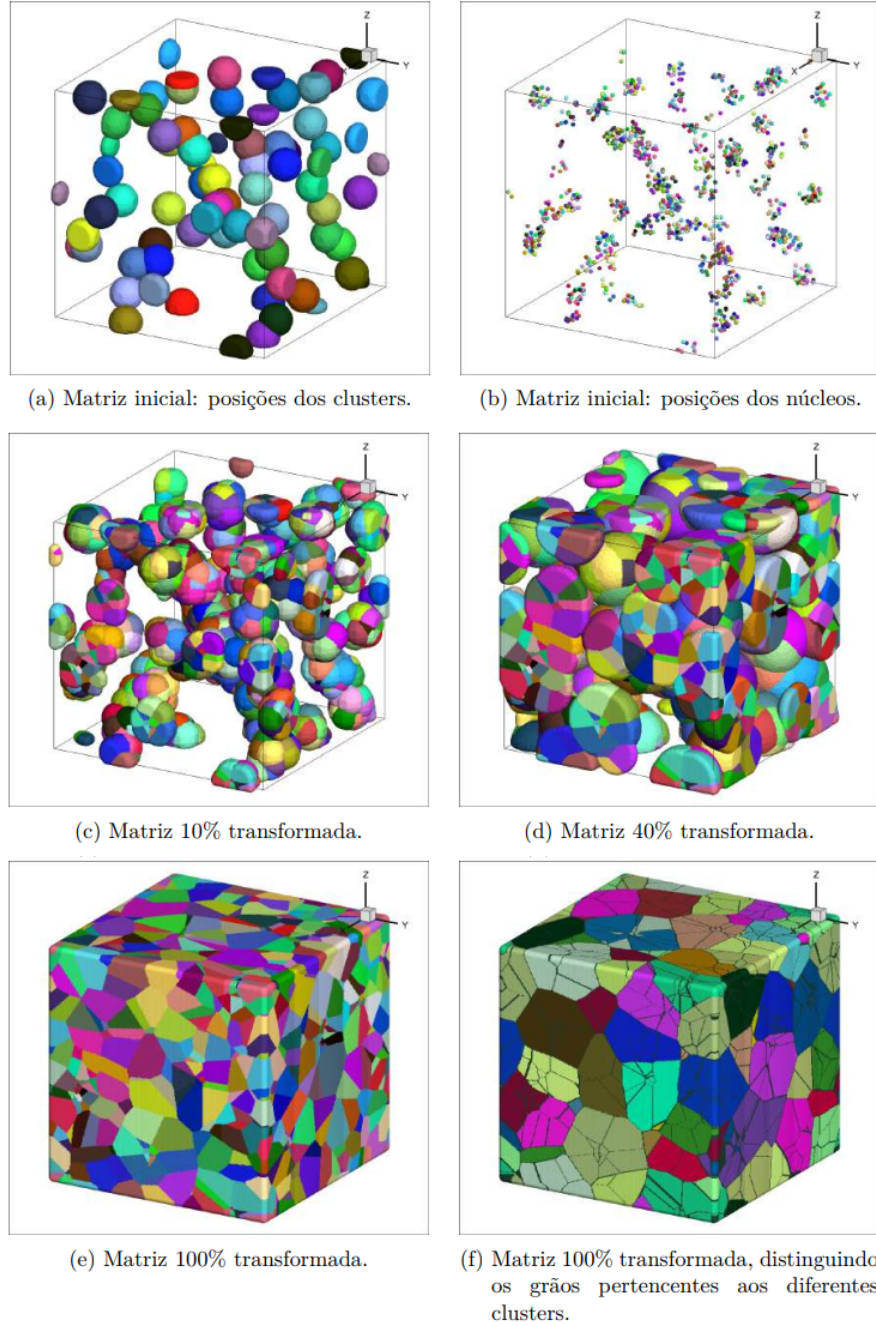 Z
X
Y
Z
X
Y
(a) Matriz inicial: posições dos clusters.
(b) Matriz inicial: posições dos núcleos.
Z
Y
Z
Y
(c) Matriz 10% transformada.
(d) Matriz 40% transformada.
Z
Y
Z
Y
(e) Matriz 100% transformada.
(f) Matriz 100% transformada, distinguindo
os grãos pertencentes aos diferentes
clusters.